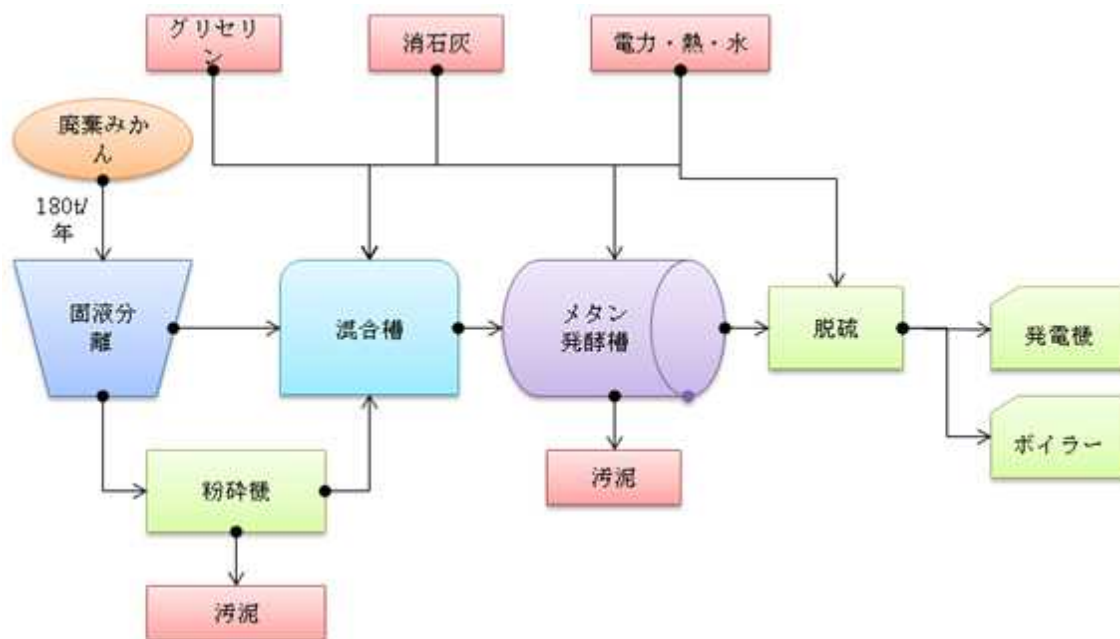 グリセリ
ン
消石灰
電力・熱・水
廃棄みか
ん
180t/
年
固液分
離
混合槽
メタン
発酵槽
脱硫
発電機
ボイラー
粉砕機
汚泥
汚泥